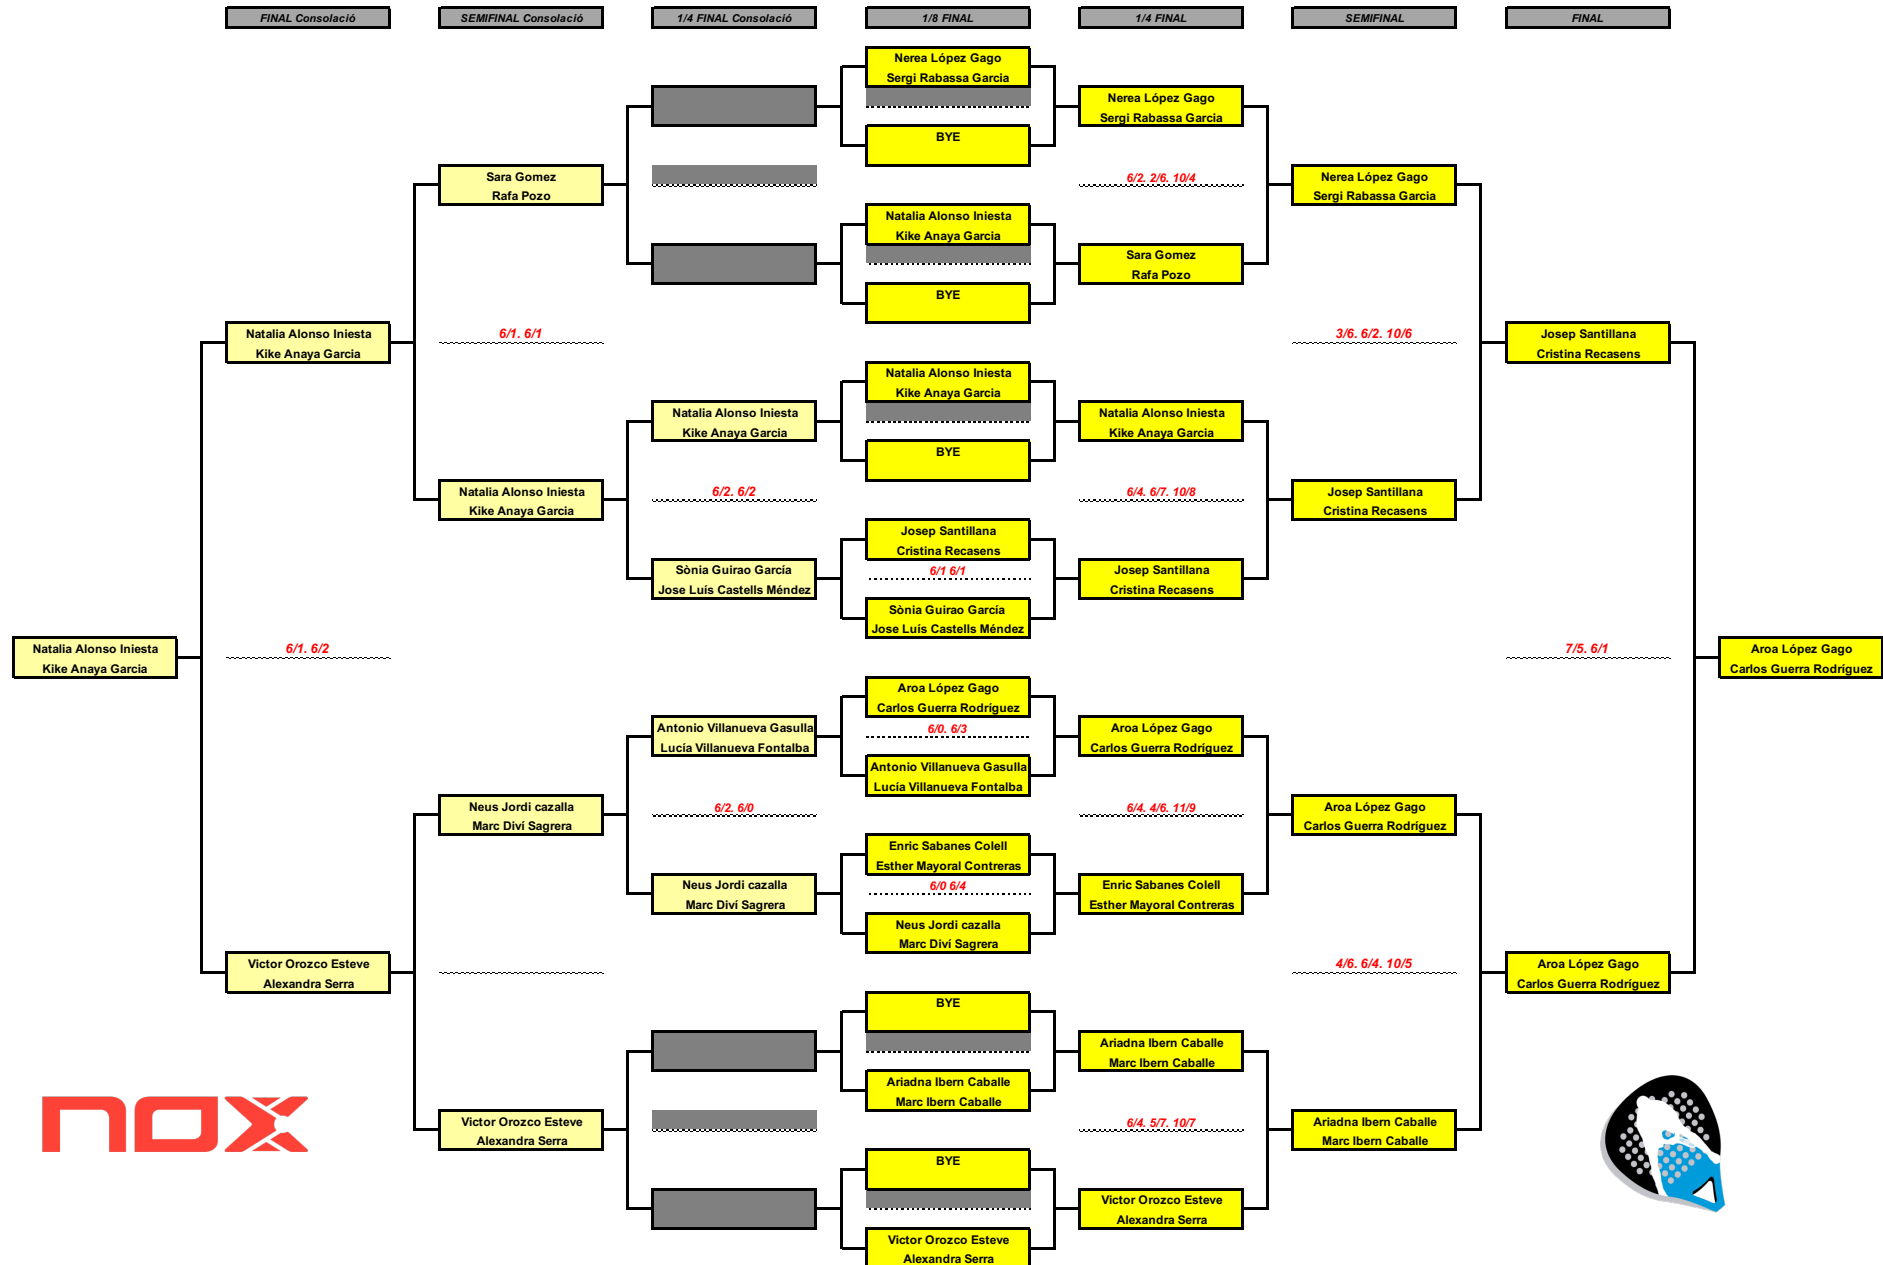 FINAL Consolació
SEMIFINAL Consolació
1/4 FINAL Consolació
1/8 FINAL
1/4 FINAL
SEMIFINAL
FINAL
Nerea López Gago
Sergi Rabassa Garcia
Nerea López Gago
Sergi Rabassa Garcia
BYE
Sara Gomez
Rafa Pozo
6/2. 2/6. 10/4
Nerea López Gago
Sergi Rabassa Garcia
Natalia Alonso Iniesta
Kike Anaya Garcia
Sara Gomez
Rafa Pozo
BYE
Natalia Alonso Iniesta
Kike Anaya Garcia
6/1. 6/1
3/6. 6/2. 10/6
Josep Santillana
Cristina Recasens
Natalia Alonso Iniesta
Kike Anaya Garcia
Natalia Alonso Iniesta
Kike Anaya Garcia
Natalia Alonso Iniesta
Kike Anaya Garcia
BYE
Natalia Alonso Iniesta
Kike Anaya Garcia
6/2. 6/2
6/4. 6/7. 10/8
Josep Santillana
Cristina Recasens
Josep Santillana
Cristina Recasens
Sònia Guirao García
Jose Luís Castells Méndez
6/1 6/1
Josep Santillana
Cristina Recasens
Sònia Guirao García
Jose Luís Castells Méndez
Natalia Alonso Iniesta
Kike Anaya Garcia
6/1. 6/2
7/5. 6/1
Aroa López Gago
Carlos Guerra Rodríguez
Aroa López Gago
Carlos Guerra Rodríguez
Antonio Villanueva Gasulla
Lucía Villanueva Fontalba
6/0. 6/3
Aroa López Gago
Carlos Guerra Rodríguez
Antonio Villanueva Gasulla
Lucía Villanueva Fontalba
Neus Jordi cazalla
Marc Diví Sagrera
6/2. 6/0
6/4. 4/6. 11/9
Aroa López Gago
Carlos Guerra Rodríguez
Enric Sabanes Colell
Esther Mayoral Contreras
Neus Jordi cazalla
Marc Diví Sagrera
6/0 6/4
Enric Sabanes Colell
Esther Mayoral Contreras
Neus Jordi cazalla
Marc Diví Sagrera
Victor Orozco Esteve
Alexandra Serra
4/6. 6/4. 10/5
Aroa López Gago
Carlos Guerra Rodríguez
BYE
Ariadna Ibern Caballe
Marc Ibern Caballe
Ariadna Ibern Caballe
Marc Ibern Caballe
nox
Victor Orozco Esteve
Alexandra Serra
6/4. 5/7. 10/7
Ariadna Ibern Caballe
Marc Ibern Caballe
BYE
Victor Orozco Esteve
Alexandra Serra
Victor Orozco Esteve
Alexandra Serra